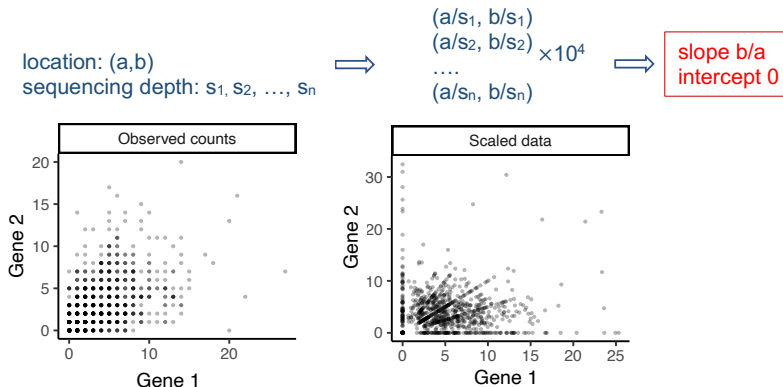 location: (a,b)
sequencing depth: s₁, s₂, …, sₙ
(a/s₁, b/s₁)
(a/s₂, b/s₂)
....
(a/sₙ, b/sₙ)
×10⁴
slope b/a
intercept 0
Observed counts
20
15
10
5
0
Gene 2
0
10
20
Gene 1
Scaled data
30
20
10
0
Gene 2
0
5
10
15
20
25
Gene 1